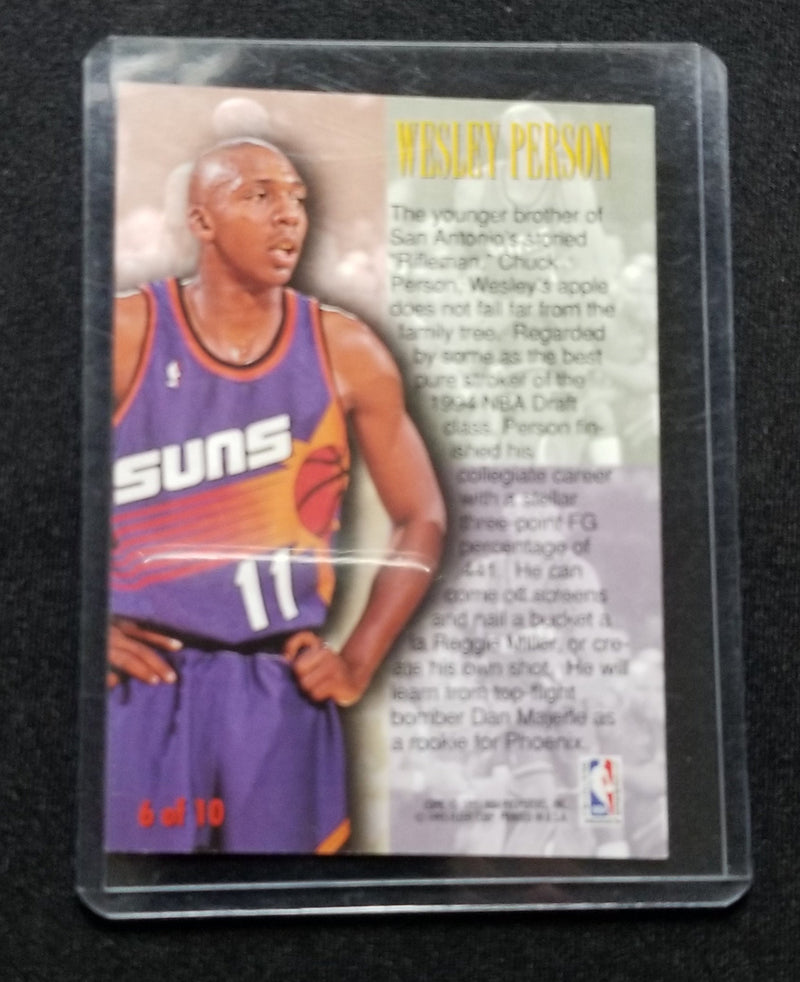 WESLEY PERSON
The younger brother of
San Antonio's storied
"Rifleman," Chuck
Person, Wesley's apple
does not fall far from the
family tree. Regarded
by some as the best
pure stroker of the
1994 NBA Draft
class, Person fin-
ished his
collegiate career
with a stellar
three-point FG
percentage of
.441. He can
come off screens
and nail a bucket a
la Reggie Miller, or cre-
ate his own shot. He will
learn from top-flight
bomber Dan Majerle as
a rookie for Phoenix.
SUNS
11
6 of 10
PRINTED IN U.S.A.